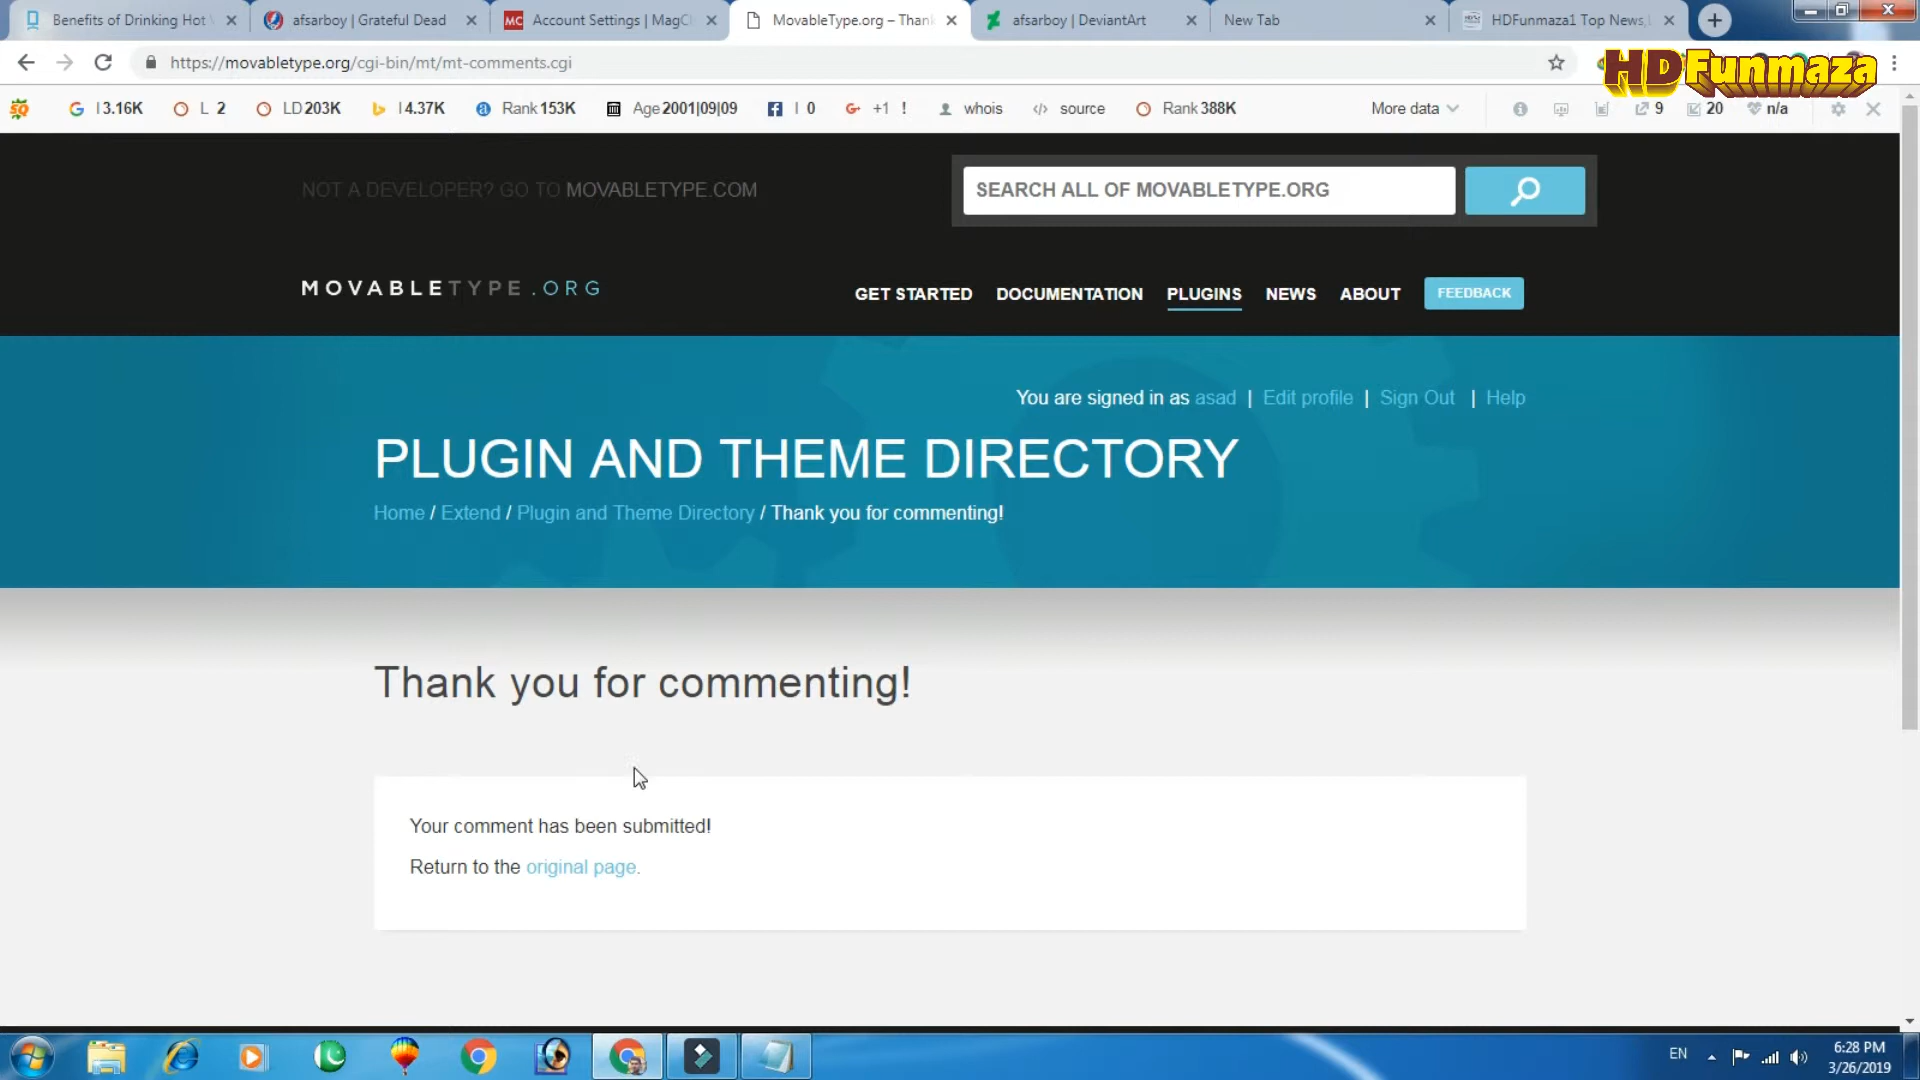 Benefits of Drinking Hot
afsarboy | Grateful Dead
Account Settings | MagC
MovableType.org – Thank
afsarboy | DeviantArt
New Tab
HDFunmaza1 Top News,
https://movabletype.org/cgi-bin/mt/mt-comments.cgi
HDFunmaza
SQ
I 3.16K
L 2
LD 203K
I 4.37K
Rank 153K
Age 2001|09|09
I 0
+1 !
whois
source
Rank 388K
More data
9
20
n/a
NOT A DEVELOPER? GO TO MOVABLETYPE.COM
SEARCH ALL OF MOVABLETYPE.ORG
MOVABLETYPE.ORG
GET STARTED
DOCUMENTATION
PLUGINS
NEWS
ABOUT
FEEDBACK
You are signed in as asad | Edit profile | Sign Out | Help
PLUGIN AND THEME DIRECTORY
Home / Extend / Plugin and Theme Directory / Thank you for commenting!
Thank you for commenting!
Your comment has been submitted!
Return to the original page.
EN
6:28 PM
3/26/2019